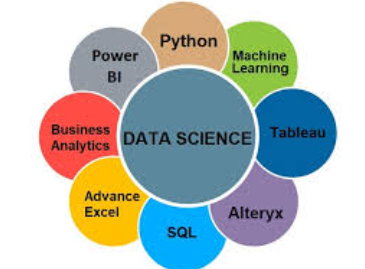 Python
Machine
Learning
Tableau
Alteryx
SQL
Advance
Excel
Business
Analytics
Power
BI
DATA SCIENCE